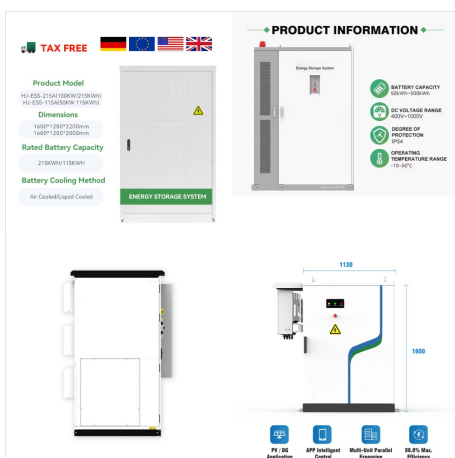 TAX FREE
Product Model
HJ-ESS-215A(100KW/215KWh)
HJ-ESS-115A(50KW 115KWh)
Dimensions
1600*1280*2200mm
1600*1200*2000mm
Rated Battery Capacity
215KWH/115KWH
Battery Cooling Method
Air Cooled/Liquid Cooled
ENERGY STORAGE SYSTEM
PRODUCT INFORMATION
Energy Storage System
BATTERY CAPACITY
50kWh~500kWh
DC VOLTAGE RANGE
400V~1000V
DEGREE OF
PROTECTION
IP54
OPERATING
TEMPERATURE RANGE
-10~50°C
1130
1600
PV / DG
Application
APP Intelligent
Control
Multi-Unit Parallel
Expansion
98.8% Max.
Efficiency